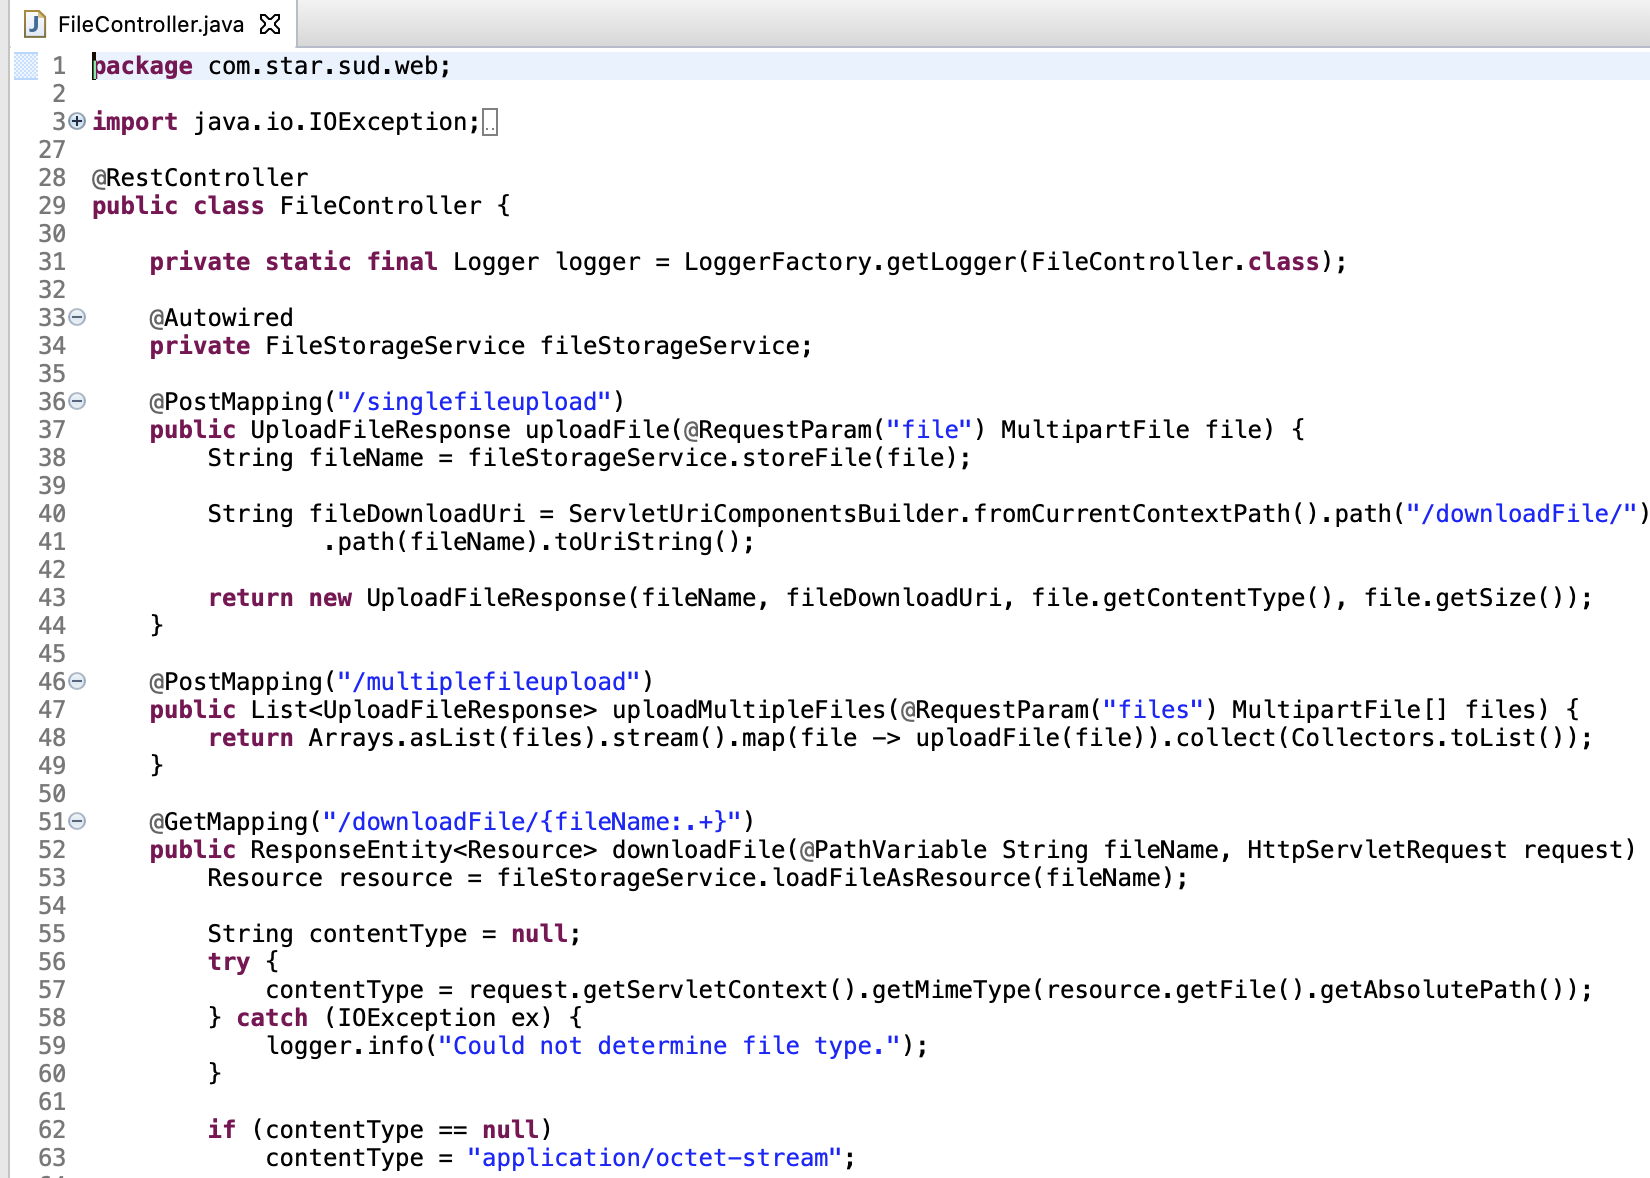 FileController.java
1 package com.star.sud.web;
2
3 import java.io.IOException;
27
28 @RestController
29 public class FileController {
30
31 private static final Logger logger = LoggerFactory.getLogger(FileController.class);
32
33 @Autowired
34 private FileStorageService fileStorageService;
35
36 @PostMapping("/singlefileupload")
37 public UploadFileResponse uploadFile(@RequestParam("file") MultipartFile file) {
38 String fileName = fileStorageService.storeFile(file);
39
40 String fileDownloadUri = ServletUriComponentsBuilder.fromCurrentContextPath().path("/downloadFile/")
41 .path(fileName).toUriString();
42
43 return new UploadFileResponse(fileName, fileDownloadUri, file.getContentType(), file.getSize());
44 }
45
46 @PostMapping("/multiplefileupload")
47 public List<UploadFileResponse> uploadMultipleFiles(@RequestParam("files") MultipartFile[] files) {
48 return Arrays.asList(files).stream().map(file -> uploadFile(file)).collect(Collectors.toList());
49 }
50
51 @GetMapping("/downloadFile/{fileName:.+}")
52 public ResponseEntity<Resource> downloadFile(@PathVariable String fileName, HttpServletRequest request)
53 Resource resource = fileStorageService.loadFileAsResource(fileName);
54
55 String contentType = null;
56 try {
57 contentType = request.getServletContext().getMimeType(resource.getFile().getAbsolutePath());
58 } catch (IOException ex) {
59 logger.info("Could not determine file type.");
60 }
61
62 if (contentType == null)
63 contentType = "application/octet-stream";